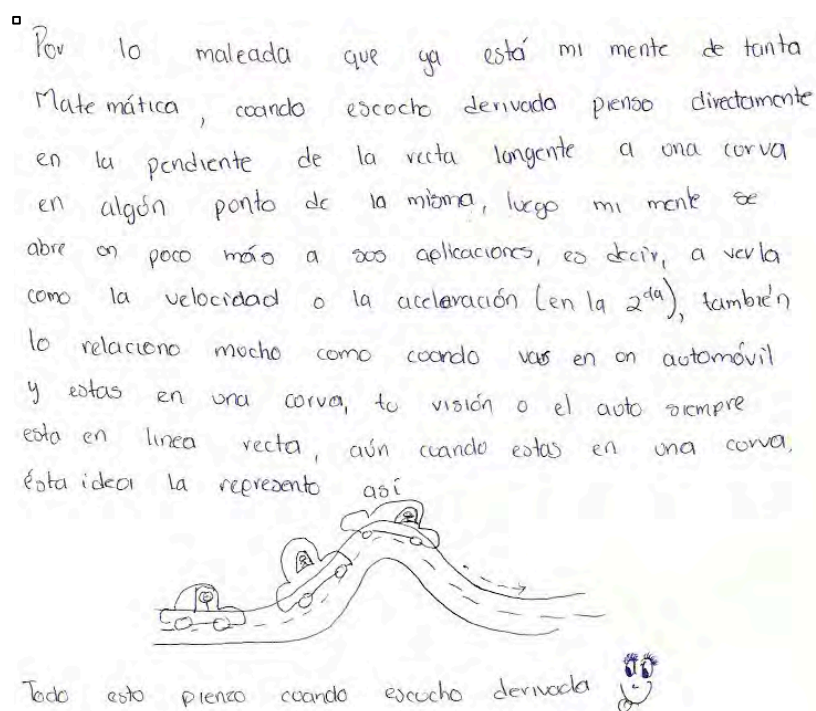 Por lo maleada que ya está mi mente de tanta
Matemática, cuando escucho derivada pienso directamente
en la pendiente de la recta tangente a una curva
en algún punto de la misma, luego mi mente se
abre un poco más a sus aplicaciones, es decir, a verla
como la velocidad o la aceleración (en la 2da), también
lo relaciono mucho como cuando vas en un automóvil
y estas en una curva, tu visión o el auto siempre
esta en linea recta, aún cuando estas en una curva,
ésta idea la represento así
Todo esto pienzo cuando escucho derivada